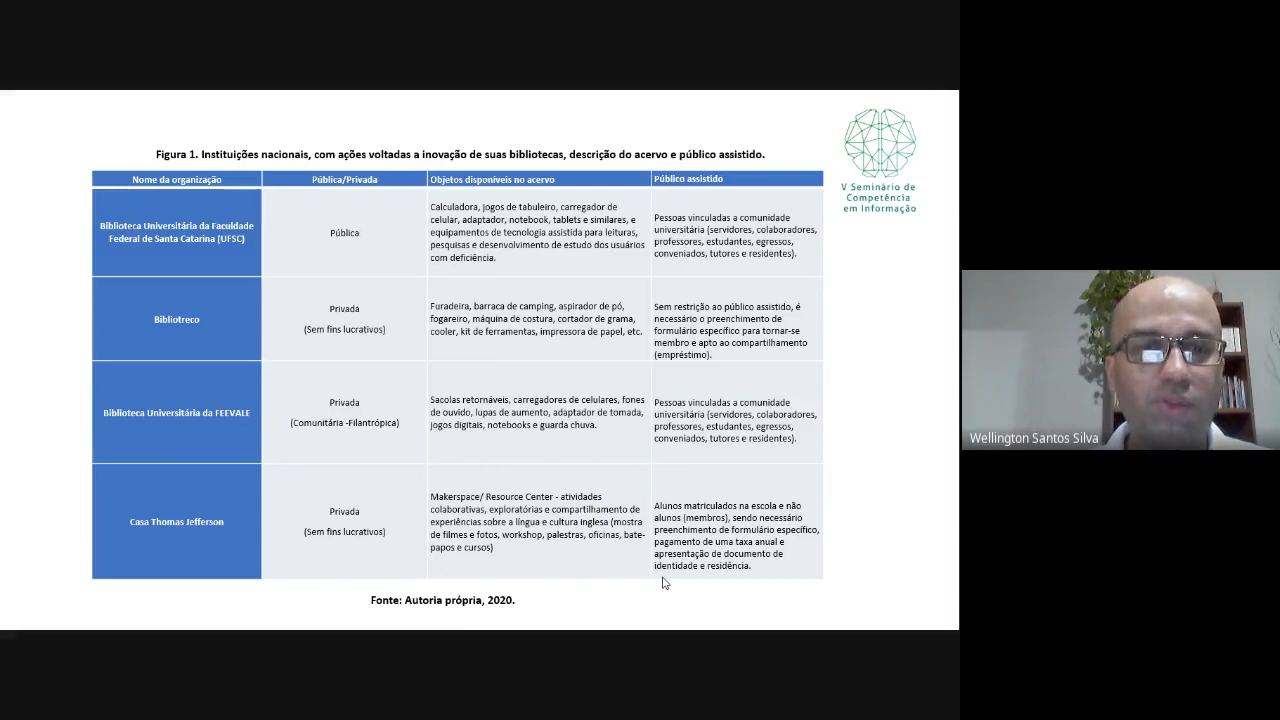 Figura 1. Instituições nacionais, com ações voltadas a inovação de suas bibliotecas, descrição do acervo e público assistido.
V Seminário de
Competência
em Informação
Nome da organização
Pública/Privada
Objetos disponíveis no acervo
Público assistido
Biblioteca Universitária da Faculdade
Federal de Santa Catarina (UFSC)
Pública
Calculadora, jogos de tabuleiro, carregador de
celular, adaptador, notebook, tablets e similares, e
equipamentos de tecnologia assistida para leituras,
pesquisas e desenvolvimento de estudo dos usuários
com deficiência.
Pessoas vinculadas a comunidade
universitária (servidores, colaboradores,
professores, estudantes, egressos,
conveniados, tutores e residentes).
Bibliotreco
Privada
(Sem fins lucrativos)
Furadeira, barraca de camping, aspirador de pó,
fogareiro, máquina de costura, cortador de grama,
cooler, kit de ferramentas, impressora de papel, etc.
Sem restrição ao público assistido, é
necessário o preenchimento de
formulário específico para tornar-se
membro e apto ao compartilhamento
(empréstimo).
Biblioteca Universitária da FEEVALE
Privada
(Comunitária -Filantrópica)
Sacolas retornáveis, carregadores de celulares, fones
de ouvido, lupas de aumento, adaptador de tomada,
jogos digitais, notebooks e guarda chuva.
Pessoas vinculadas a comunidade
universitária (servidores, colaboradores,
professores, estudantes, egressos,
conveniados, tutores e residentes).
Casa Thomas Jefferson
Privada
(Sem fins lucrativos)
Makerspace/ Resource Center - atividades
colaborativas, exploratórias e compartilhamento de
experiências sobre a língua e cultura inglesa (mostra
de filmes e fotos, workshop, palestras, oficinas, bate-
papos e cursos)
Alunos matriculados na escola e não
alunos (membros), sendo necessário
preenchimento de formulário específico,
pagamento de uma taxa anual e
apresentação de documento de
identidade e residência.
Fonte: Autoria própria, 2020.
Wellington Santos Silva